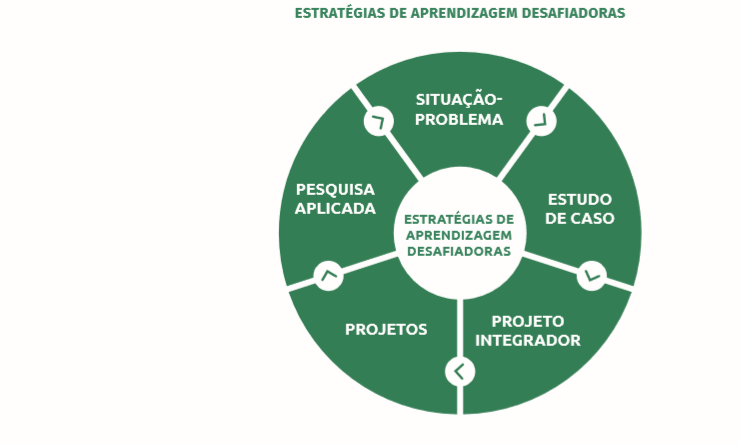 ESTRATÉGIAS DE APRENDIZAGEM DESAFIADORAS
SITUAÇÃO-
PROBLEMA
PESQUISA
APLICADA
ESTUDO
DE CASO
ESTRATÉGIAS DE
APRENDIZAGEM
DESAFIADORAS
PROJETOS
PROJETO
INTEGRADOR